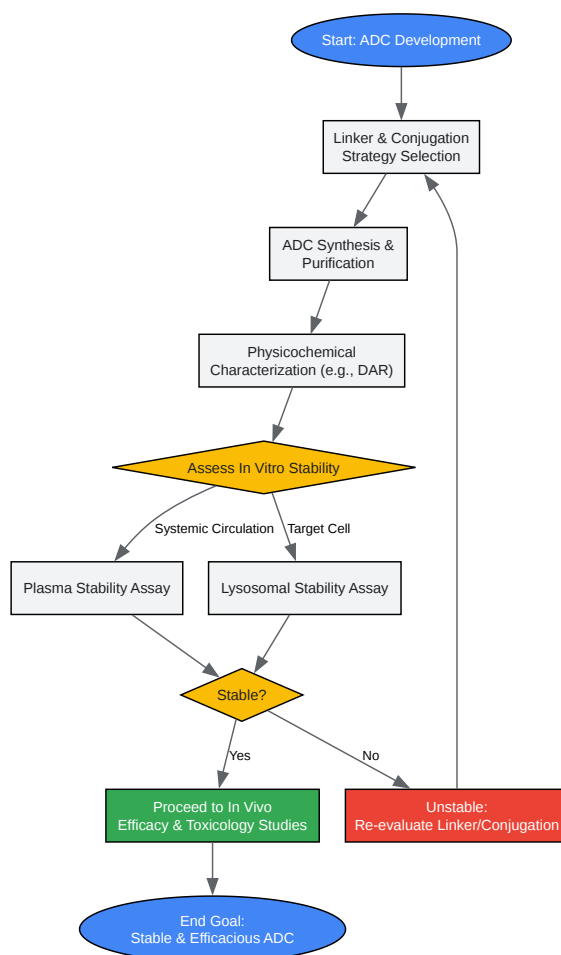 Start: ADC Development
Linker & Conjugation
Strategy Selection
ADC Synthesis &
Purification
Physicochemical
Characterization (e.g., DAR)
Assess In Vitro Stability
Systemic Circulation
Target Cell
Plasma Stability Assay
Lysosomal Stability Assay
Stable?
Yes
No
Proceed to In Vivo
Efficacy & Toxicology Studies
Unstable:
Re-evaluate Linker/Conjugation
End Goal:
Stable & Efficacious ADC